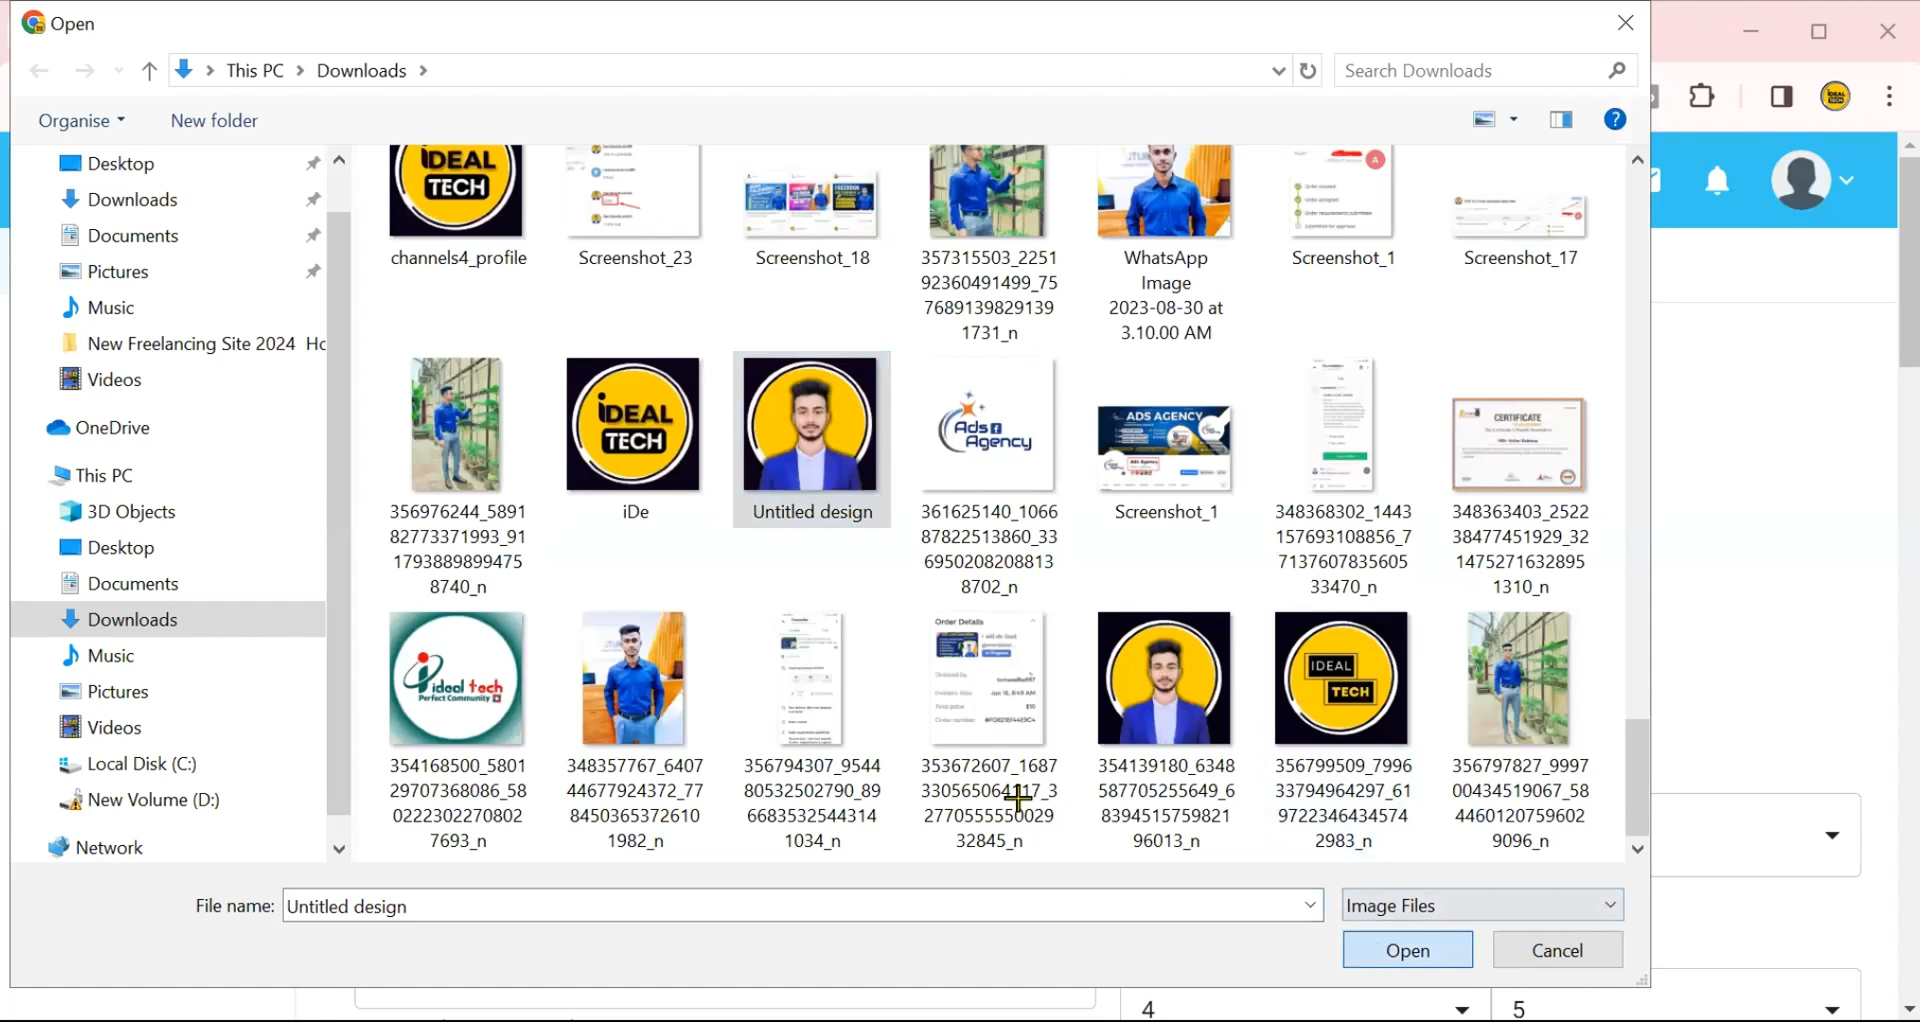 Open
This PC > Downloads >
Search Downloads
Organise
New folder
Desktop
Downloads
Documents
Pictures
Music
New Freelancing Site 2024 Ho
Videos
OneDrive
This PC
3D Objects
Desktop
Documents
Downloads
Music
Pictures
Videos
Local Disk (C:)
New Volume (D:)
Network
iDEAL
TECH
iDEAL
TECH
channels4_profile
Screenshot_23
Screenshot_18
357315503_2251
92360491499_75
7689139829139
1731_n
WhatsApp
Image
2023-08-30 at
3.10.00 AM
Screenshot_1
Screenshot_17
iDEAL
TECH
Ads
Agency
ADS AGENCY
CERTIFICATE
356976244_5891
82773371993_91
1793889899475
8740_n
iDe
Untitled design
361625140_1066
87822513860_33
6950208208813
8702_n
Screenshot_1
348368302_1443
157693108856_7
7137607835605
33470_n
348363403_2522
38477451929_32
1475271632895
1310_n
ideal tech
Perfect Community
Order Details
IDEAL
TECH
354168500_5801
29707368086_58
0222302270802
7693_n
348357767_6407
44677924372_77
8450365372610
1982_n
356794307_9544
80532502790_89
6683532544314
1034_n
353672607_1687
330565064117_3
2770555550029
32845_n
354139180_6348
587705255649_6
8394515759821
96013_n
356799509_7996
33794964297_61
9722346434574
2983_n
356797827_9997
00434519067_58
4460120759602
9096_n
File name:
Untitled design
Image Files
Open
Cancel
4
5